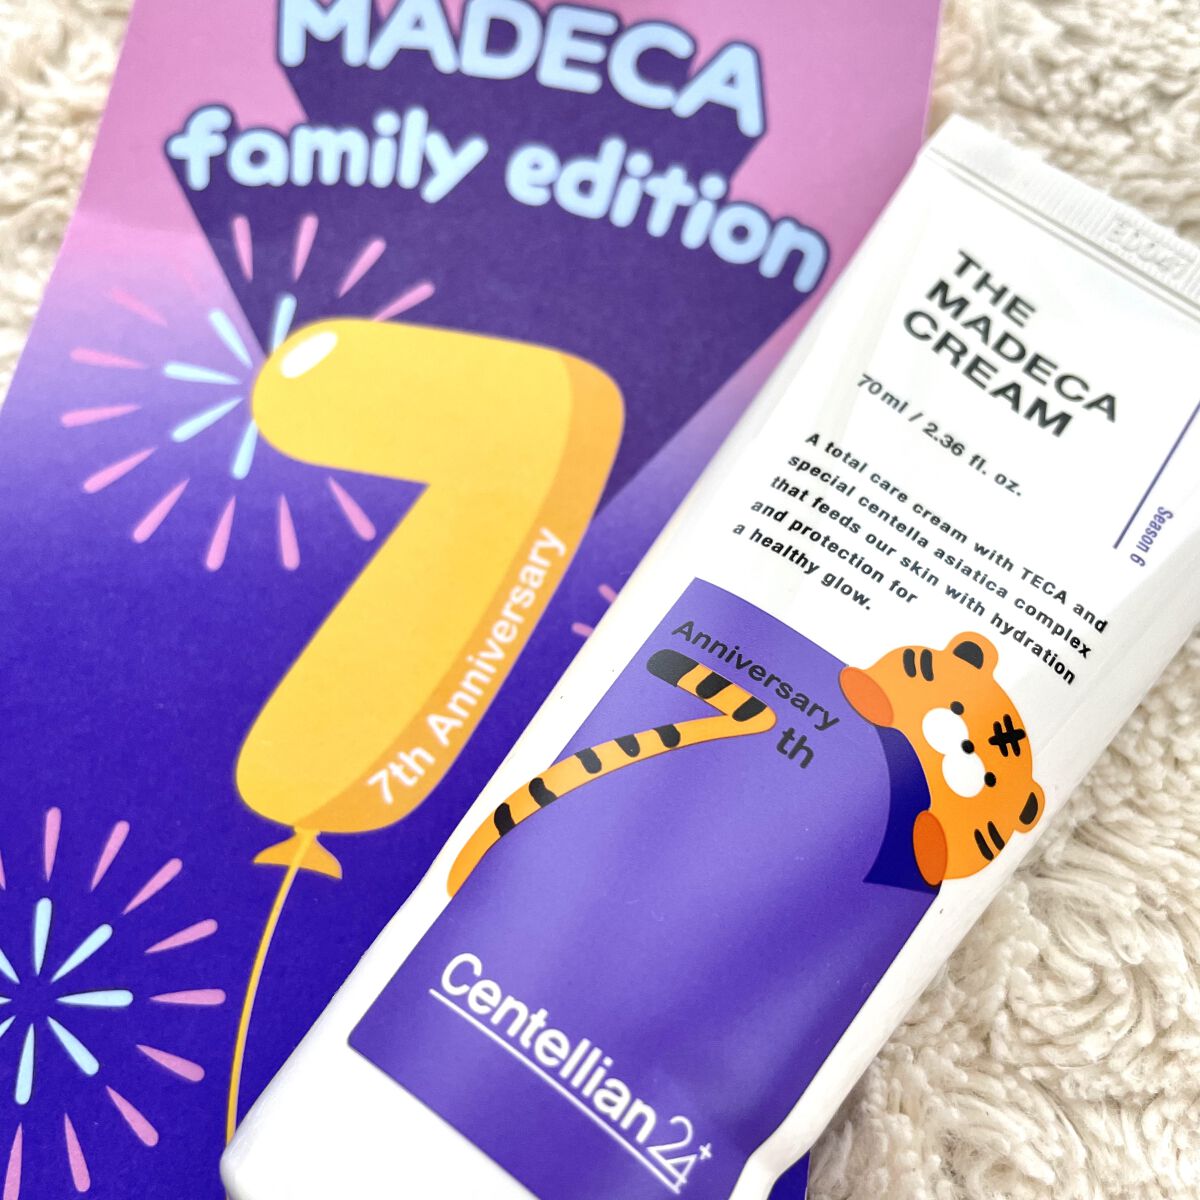 MADECA
family edition
7
7th Anniversary
THE
MADECA
CREAM
70ml / 2.36 fl. oz.
A total care cream with TECA and
special centella asiatica complex
that feeds our skin with hydration
and protection for
a healthy glow.
Season 6
Anniversary
7th
Centellian24+